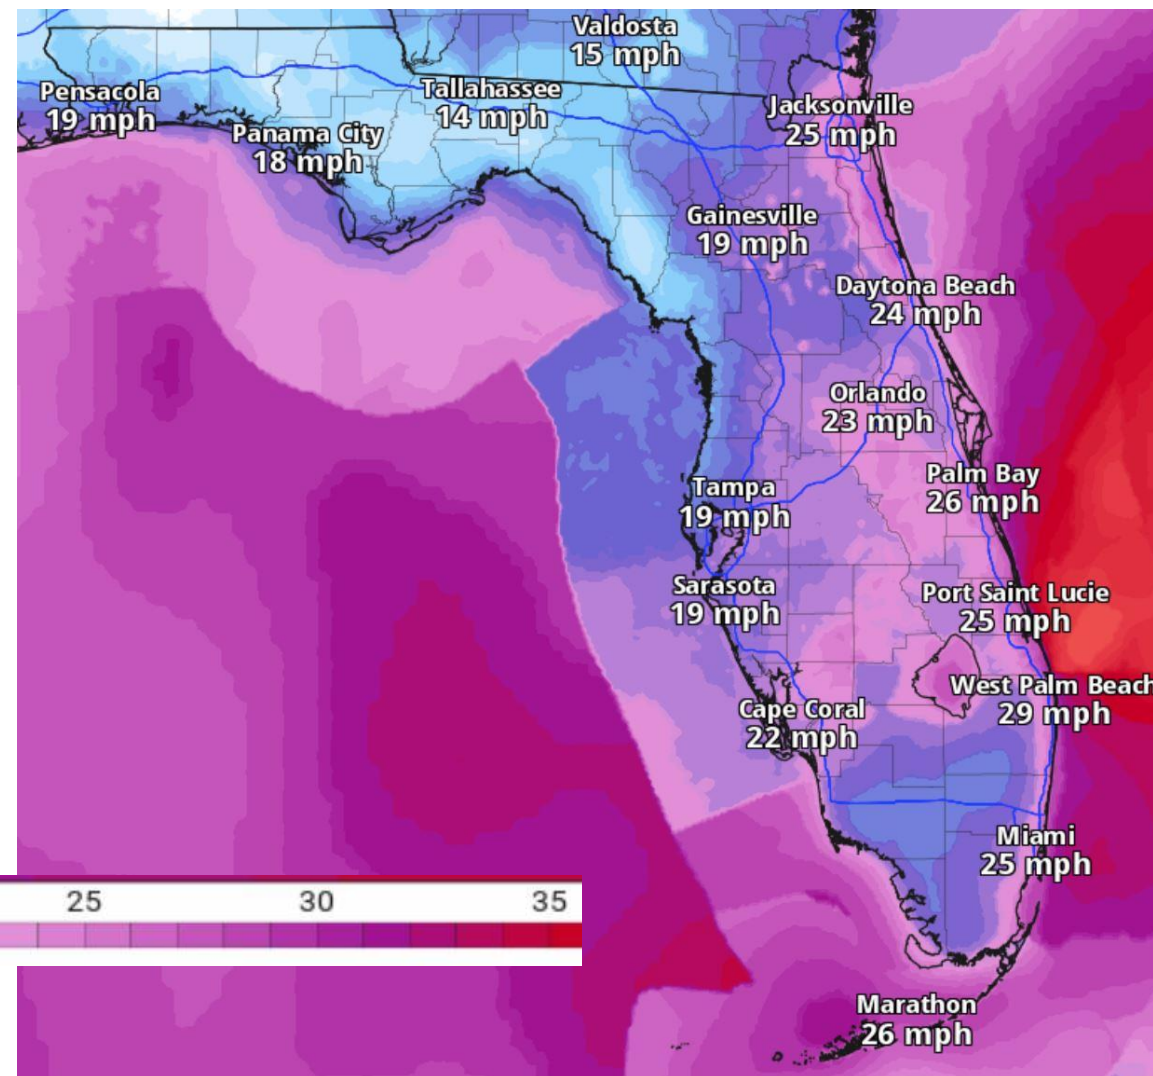 Valdosta
15 mph
Pensacola
19 mph
Tallahassee
14 mph
Jacksonville
25 mph
Panama City
18 mph
Gainesville
19 mph
Daytona Beach
24 mph
Orlando
23 mph
Palm Bay
26 mph
Tampa
19 mph
Sarasota
19 mph
Port Saint Lucie
25 mph
West Palm Beach
29 mph
Cape Coral
22 mph
Miami
25 mph
25 30 35
Marathon
26 mph